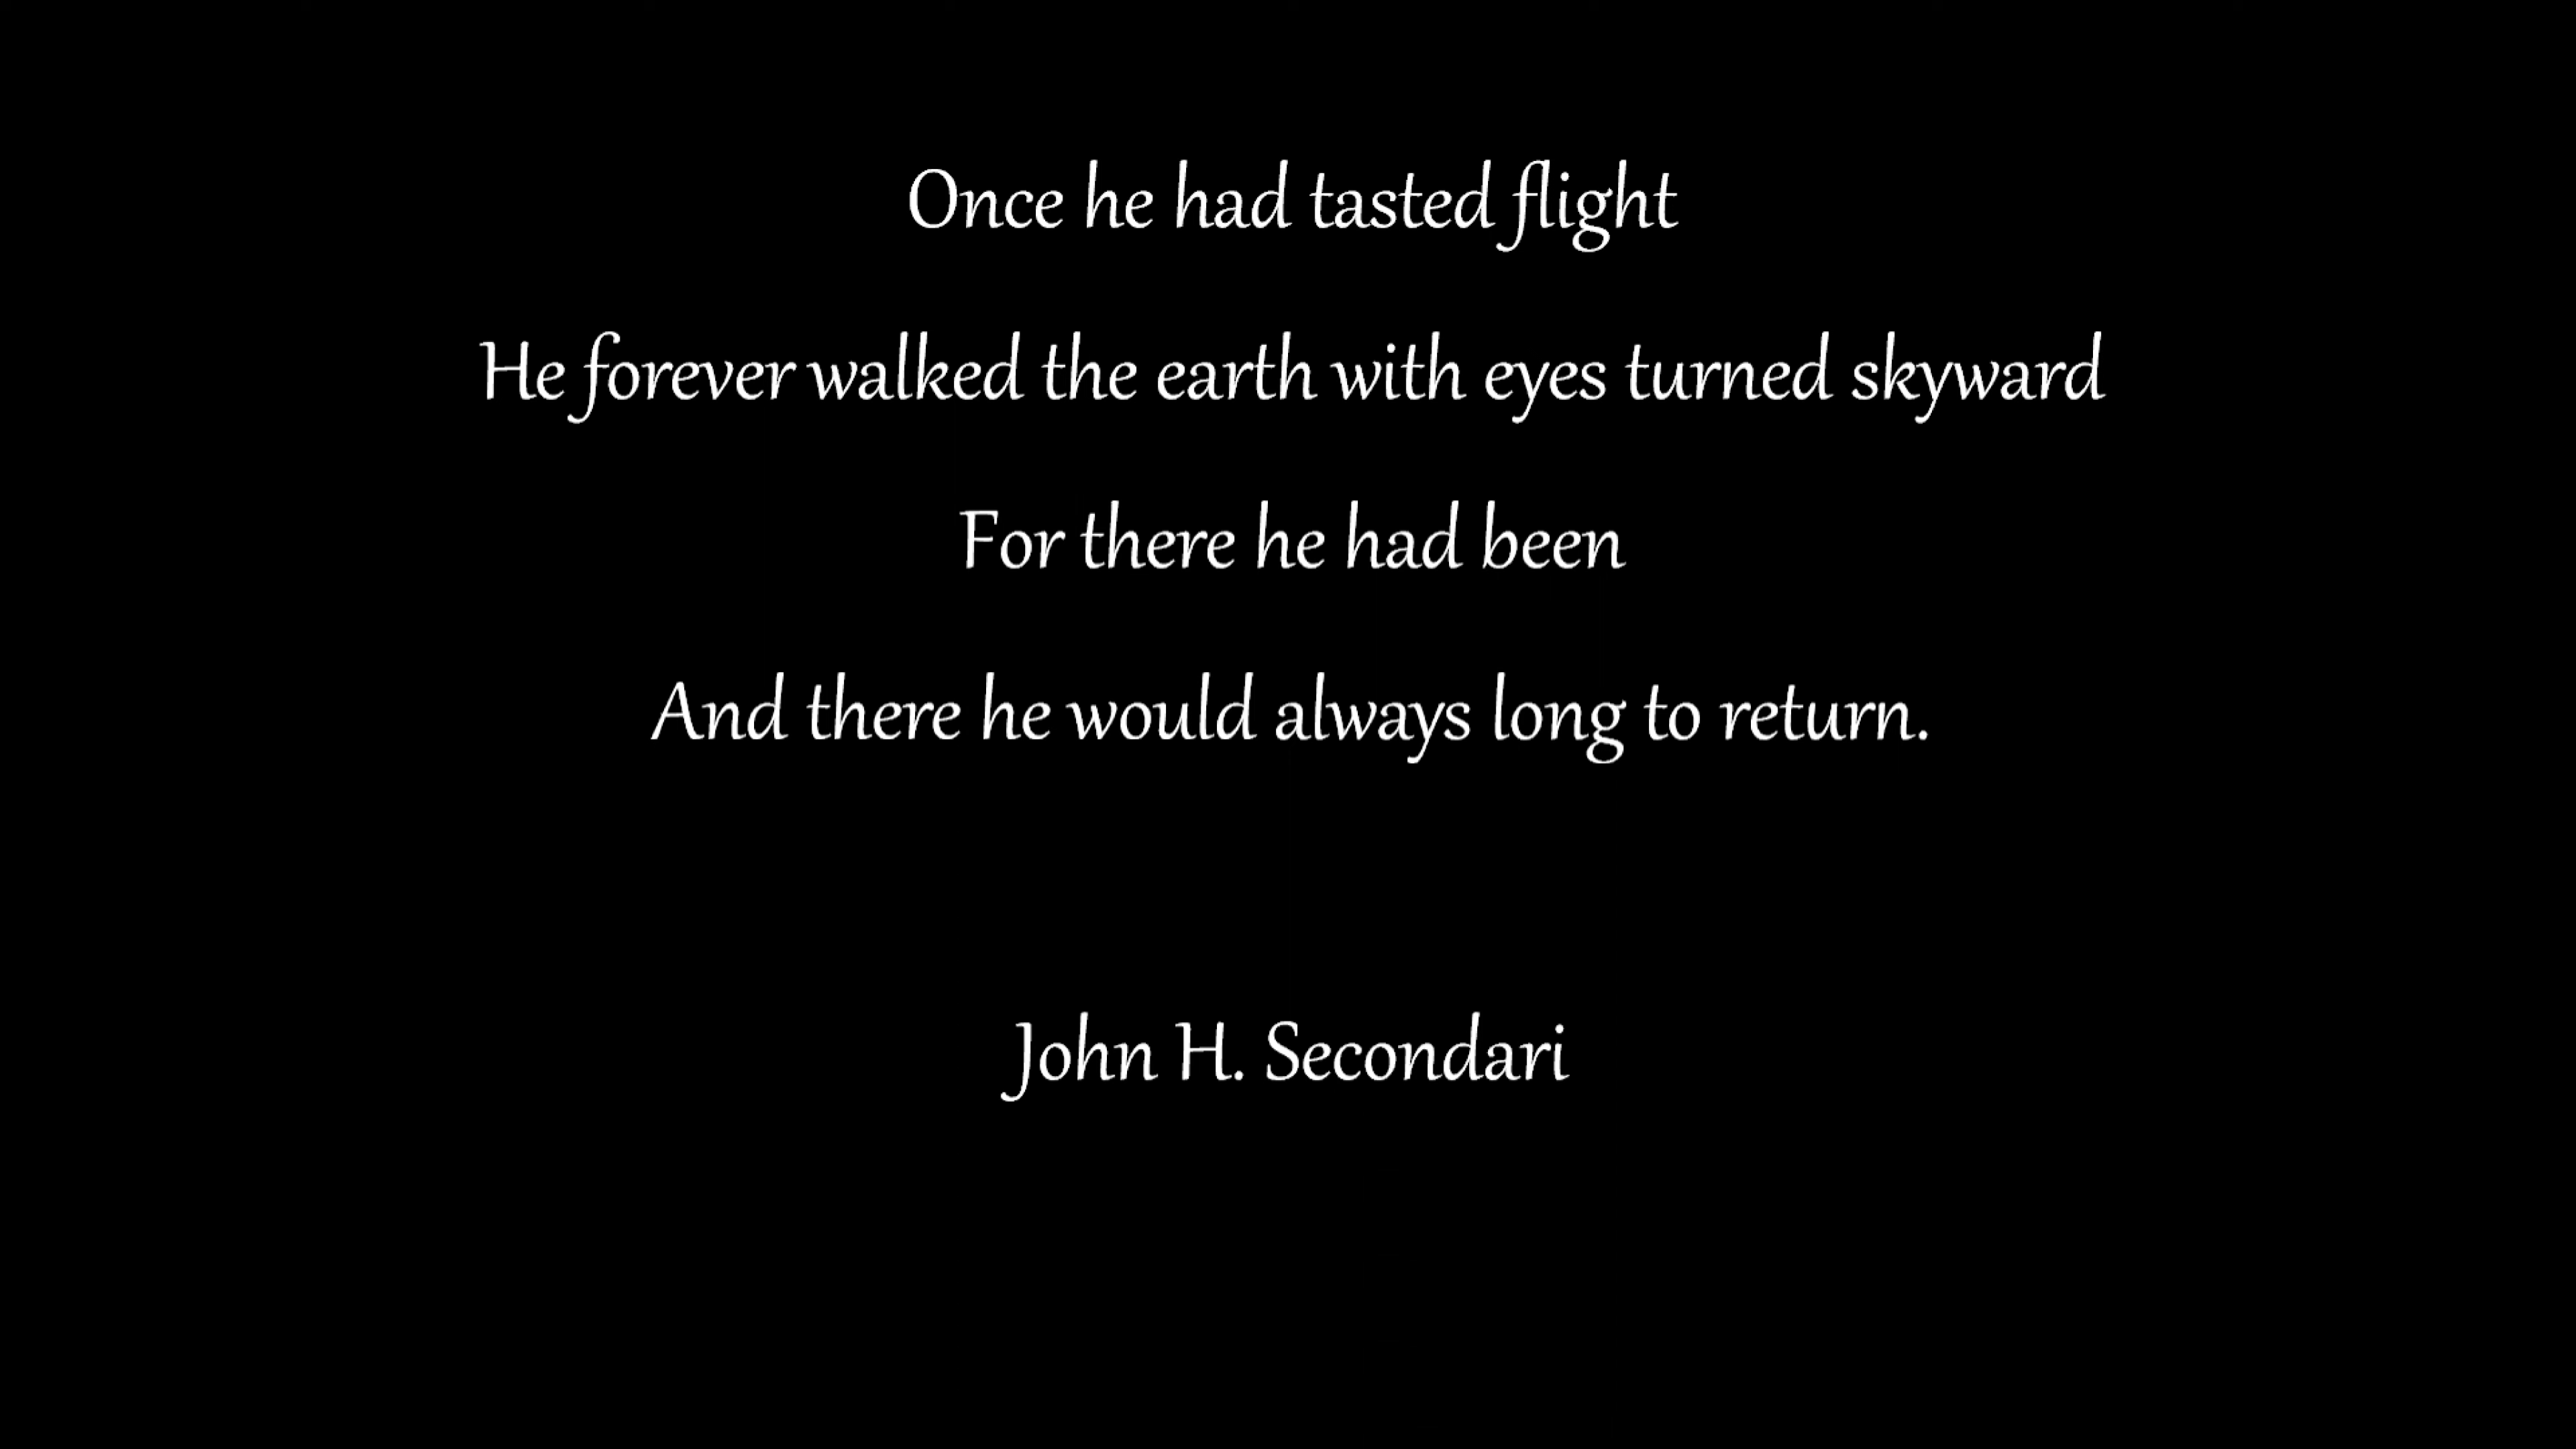 Once he had tasted flight
He forever walked the earth with eyes turned skyward
For there he had been
And there he would always long to return.
John H. Secondari